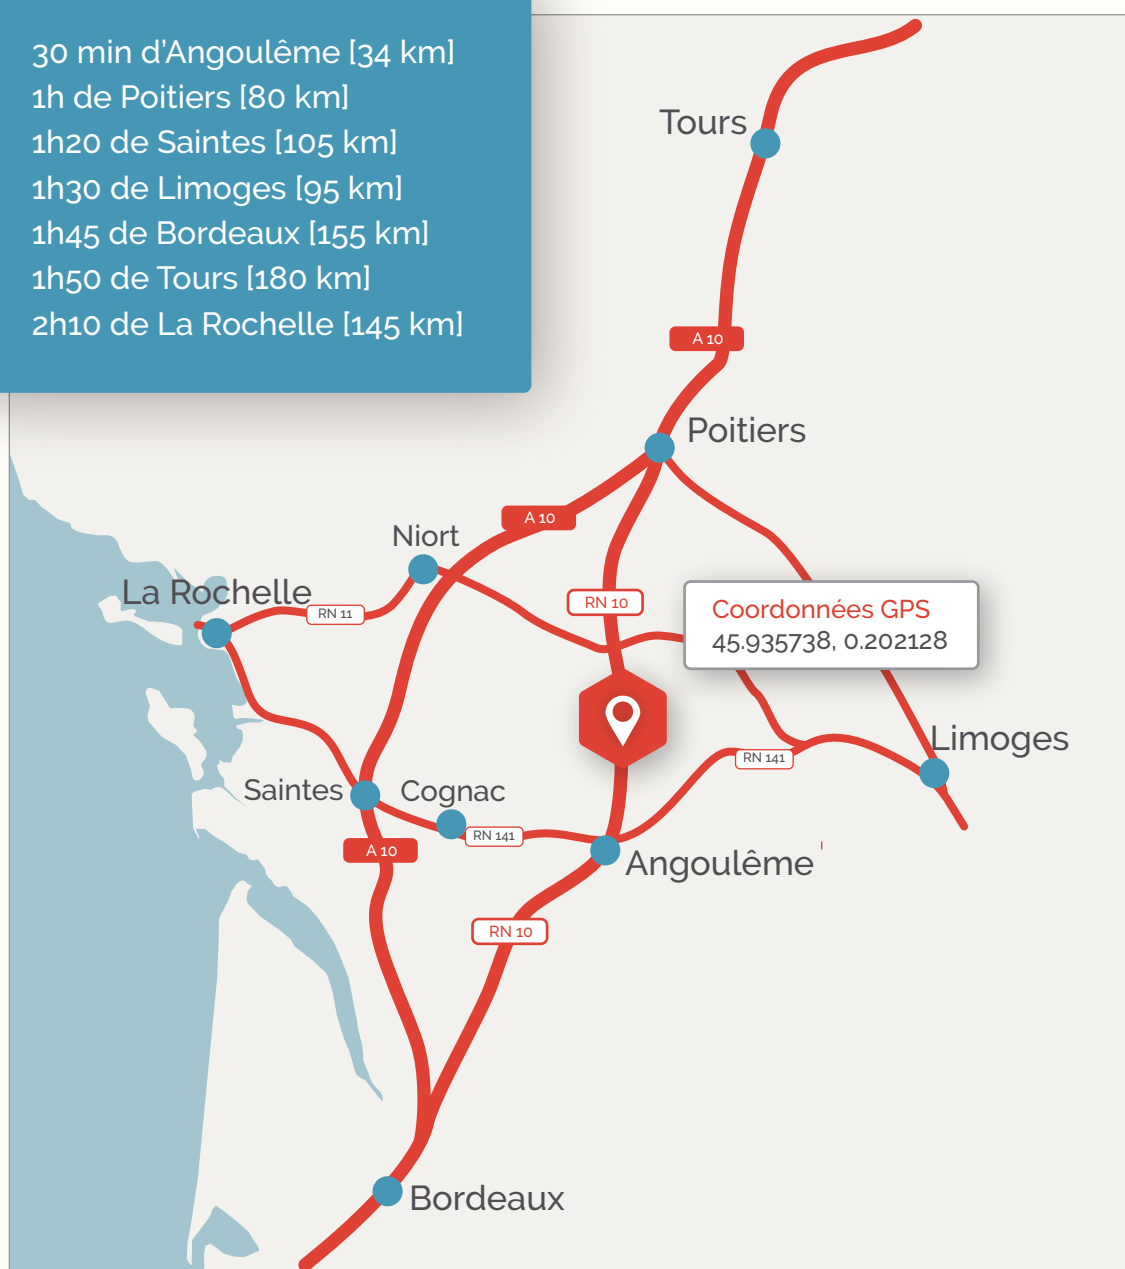 30 min d’Angoulême [34 km]
1h de Poitiers [80 km]
1h20 de Saintes [105 km]
1h30 de Limoges [95 km]
1h45 de Bordeaux [155 km]
1h50 de Tours [180 km]
2h10 de La Rochelle [145 km]
Tours
A 10
Poitiers
A 10
Niort
La Rochelle
RN 11
RN 10
Coordonnées GPS
45.935738, 0.202128
Limoges
RN 141
Saintes
Cognac
RN 141
A 10
Angoulême
RN 10
Bordeaux